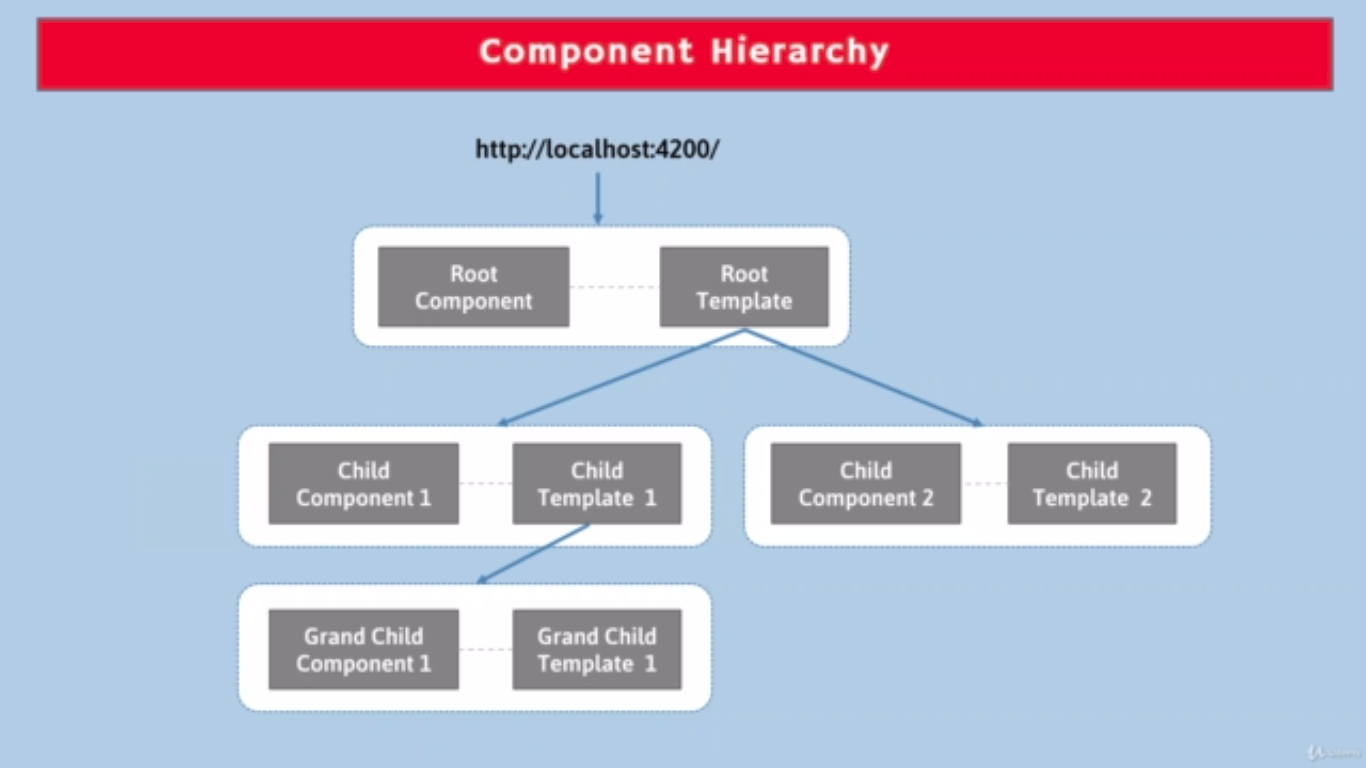 Component Hierarchy
http://localhost:4200/
Root
Component
Root
Template
Child
Component 1
Child
Template 1
Child
Component 2
Child
Template 2
Grand Child
Component 1
Grand Child
Template 1